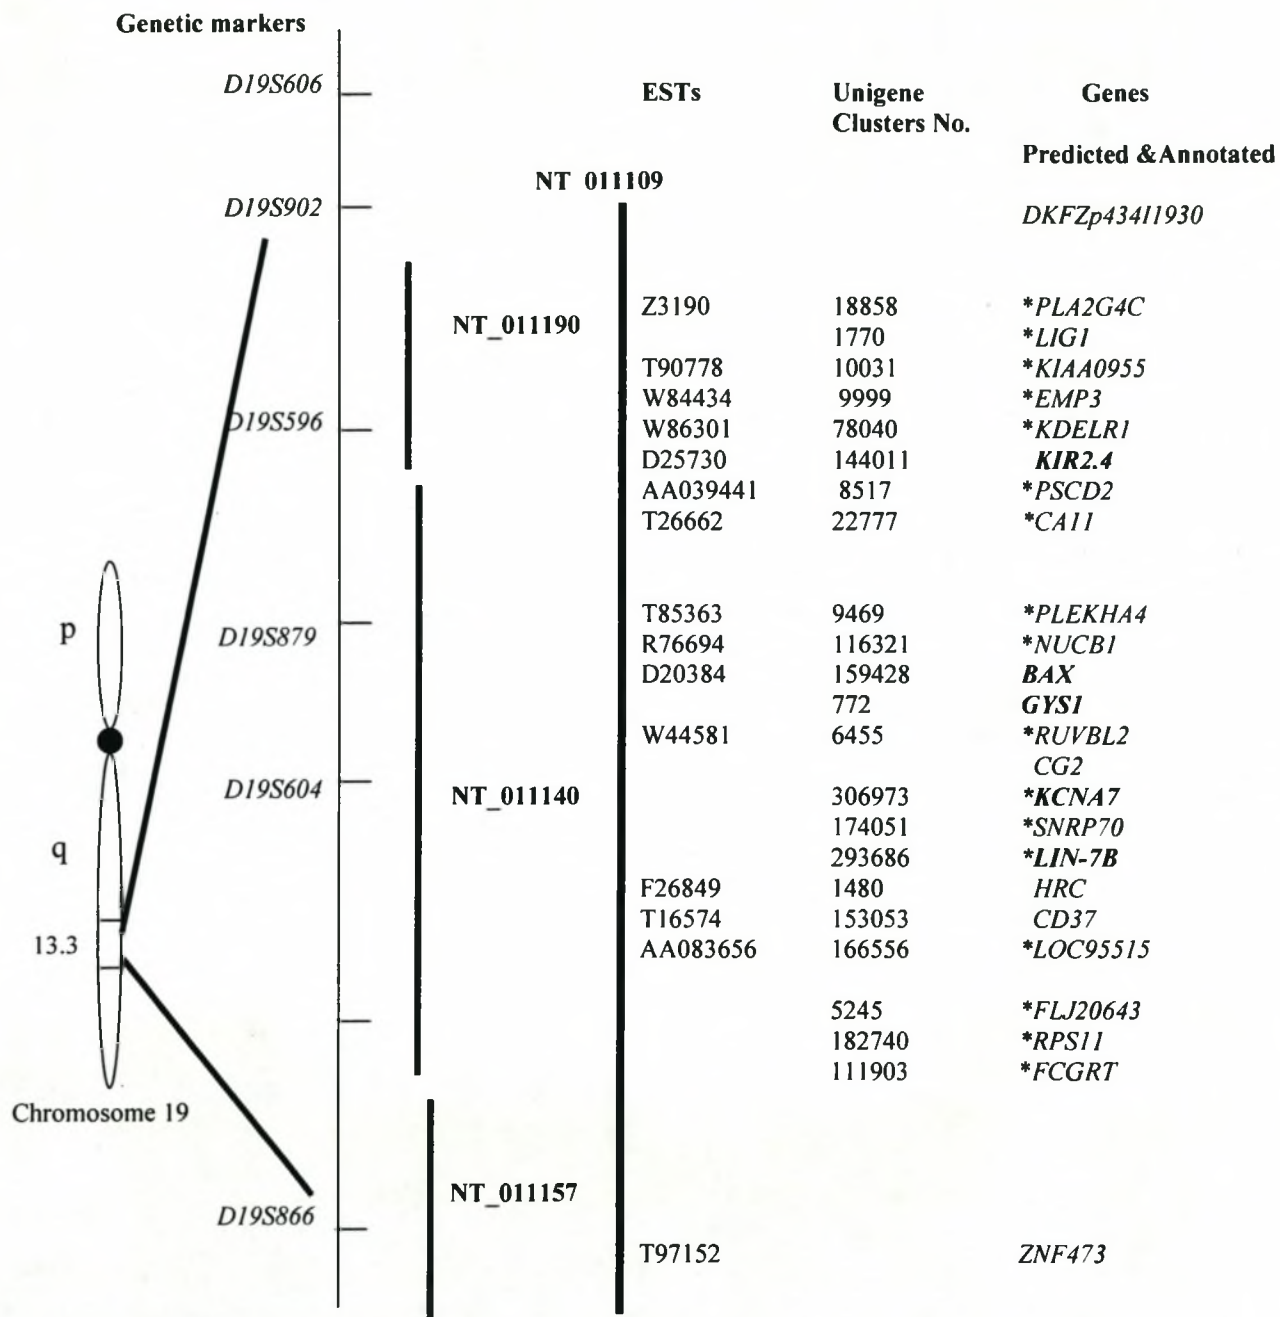 Genetic markers
D19S606
ESTs Unigene Clusters No. Genes
Predicted &Annotated
NT 011109
D19S902
DKFZp434I1930
NT_011190
Z3190 18858 *PLA2G4C
1770 *LIG1
T90778 10031 *KIAA0955
W84434 9999 *EMP3
D19S596
W86301 78040 *KDELR1
D25730 144011 KIR2.4
AA039441 8517 *PSCD2
T26662 22777 *CA11
p
D19S879
T85363 9469 *PLEKHA4
R76694 116321 *NUCB1
D20384 159428 BAX
772 GYS1
W44581 6455 *RUVBL2
CG2
D19S604
NT_011140
306973 *KCNA7
174051 *SNRP70
q
293686 *LIN-7B
F26849 1480 HRC
T16574 153053 CD37
13.3
AA083656 166556 *LOC95515
5245 *FLJ20643
182740 *RPS11
111903 *FCGRT
Chromosome 19
NT_011157
D19S866
T97152 ZNF473